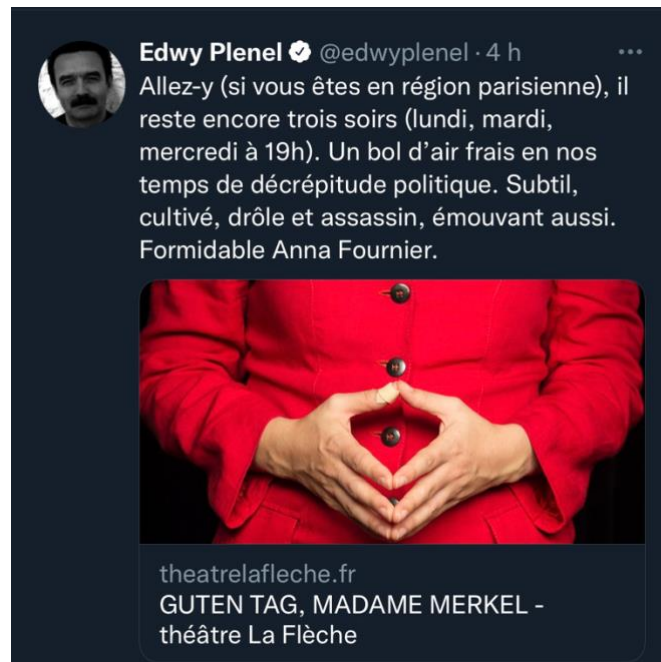 Edwy Plenel @edwyplenel · 4 h
Allez-y (si vous êtes en région parisienne), il
reste encore trois soirs (lundi, mardi,
mercredi à 19h). Un bol d’air frais en nos
temps de décrépitude politique. Subtil,
cultivé, drôle et assassin, émouvant aussi.
Formidable Anna Fournier.
theatrelafleche.fr
GUTEN TAG, MADAME MERKEL -
théâtre La Flèche